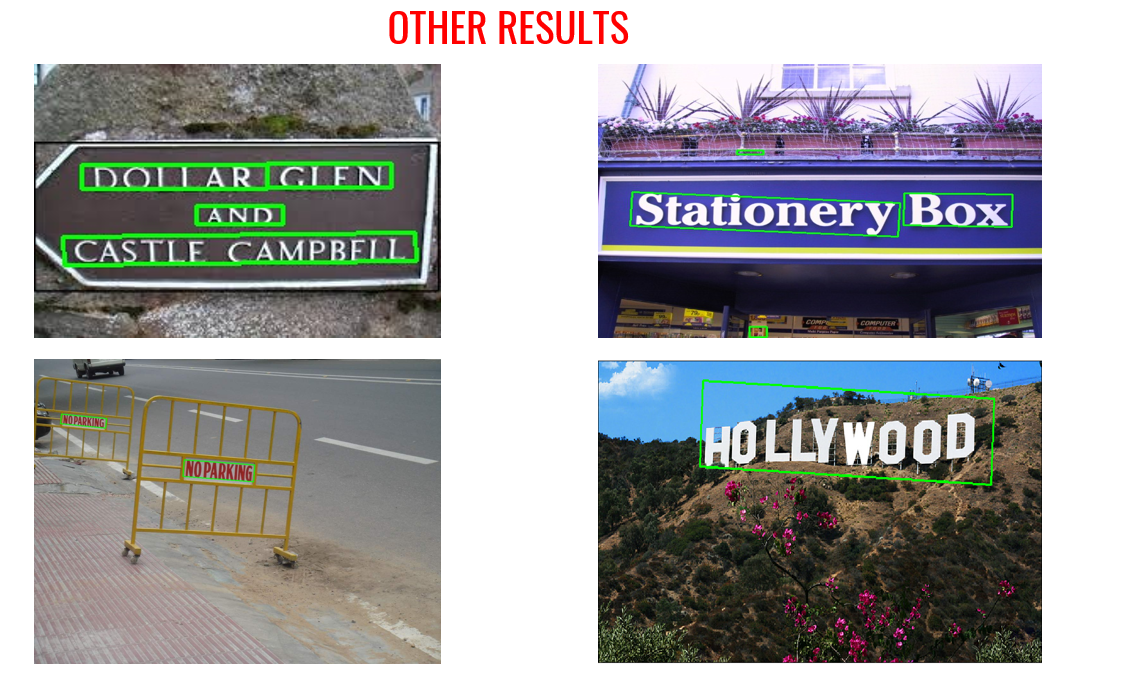 OTHER RESULTS
DOLLAR GLEN
AND
CASTLE CAMPBELL
Stationery Box
COMPUTER
COMPUTER
NO PARKING
NO PARKING
HOLLYWOOD